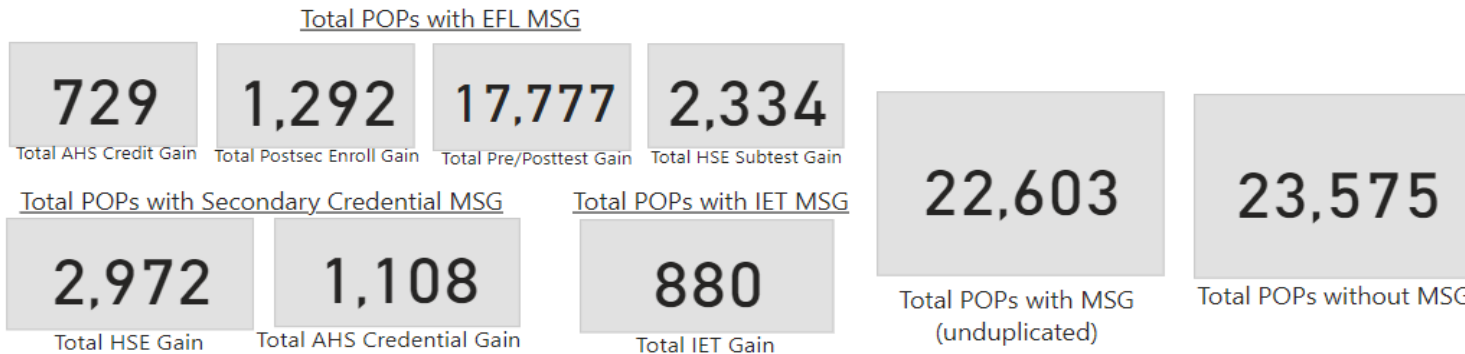 Total POPs with EFL MSG
729
1,292
17,777
2,334
Total AHS Credit Gain
Total Postsec Enroll Gain
Total Pre/Posttest Gain
Total HSE Subtest Gain
Total POPs with Secondary Credential MSG
Total POPs with IET MSG
2,972
1,108
880
Total HSE Gain
Total AHS Credential Gain
Total IET Gain
22,603
Total POPs with MSG
(unduplicated)
23,575
Total POPs without MSG